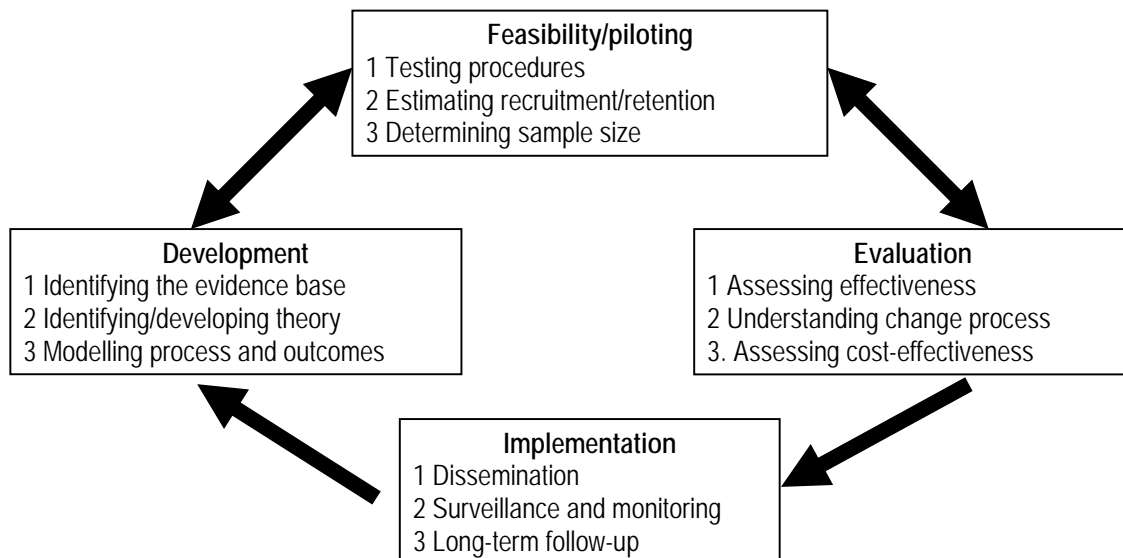 Feasibility/piloting
1 Testing procedures
2 Estimating recruitment/retention
3 Determining sample size
Development
1 Identifying the evidence base
2 Identifying/developing theory
3 Modelling process and outcomes
Evaluation
1 Assessing effectiveness
2 Understanding change process
3. Assessing cost-effectiveness
Implementation
1 Dissemination
2 Surveillance and monitoring
3 Long-term follow-up